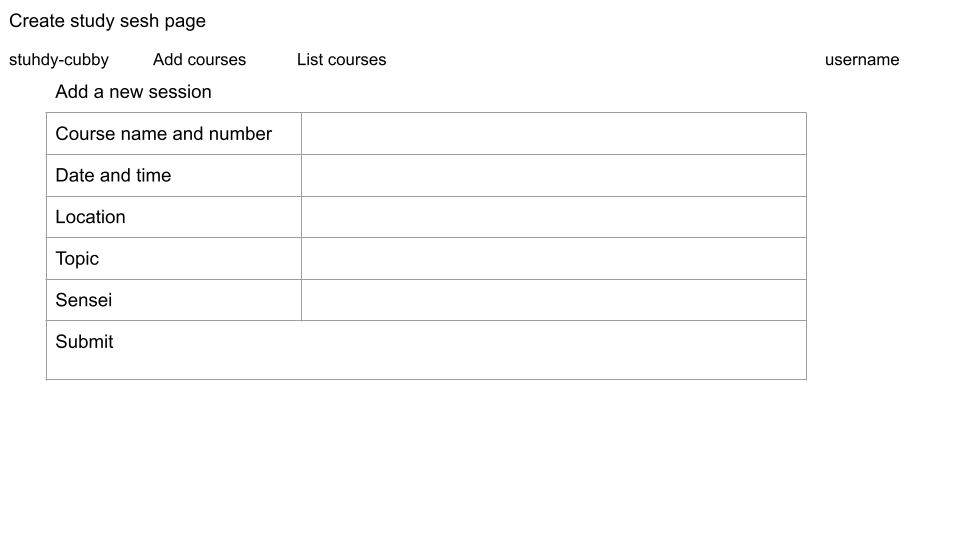 Create study sesh page
stuhdy-cubby Add courses List courses username
Add a new session
Course name and number
Date and time
Location
Topic
Sensei
Submit